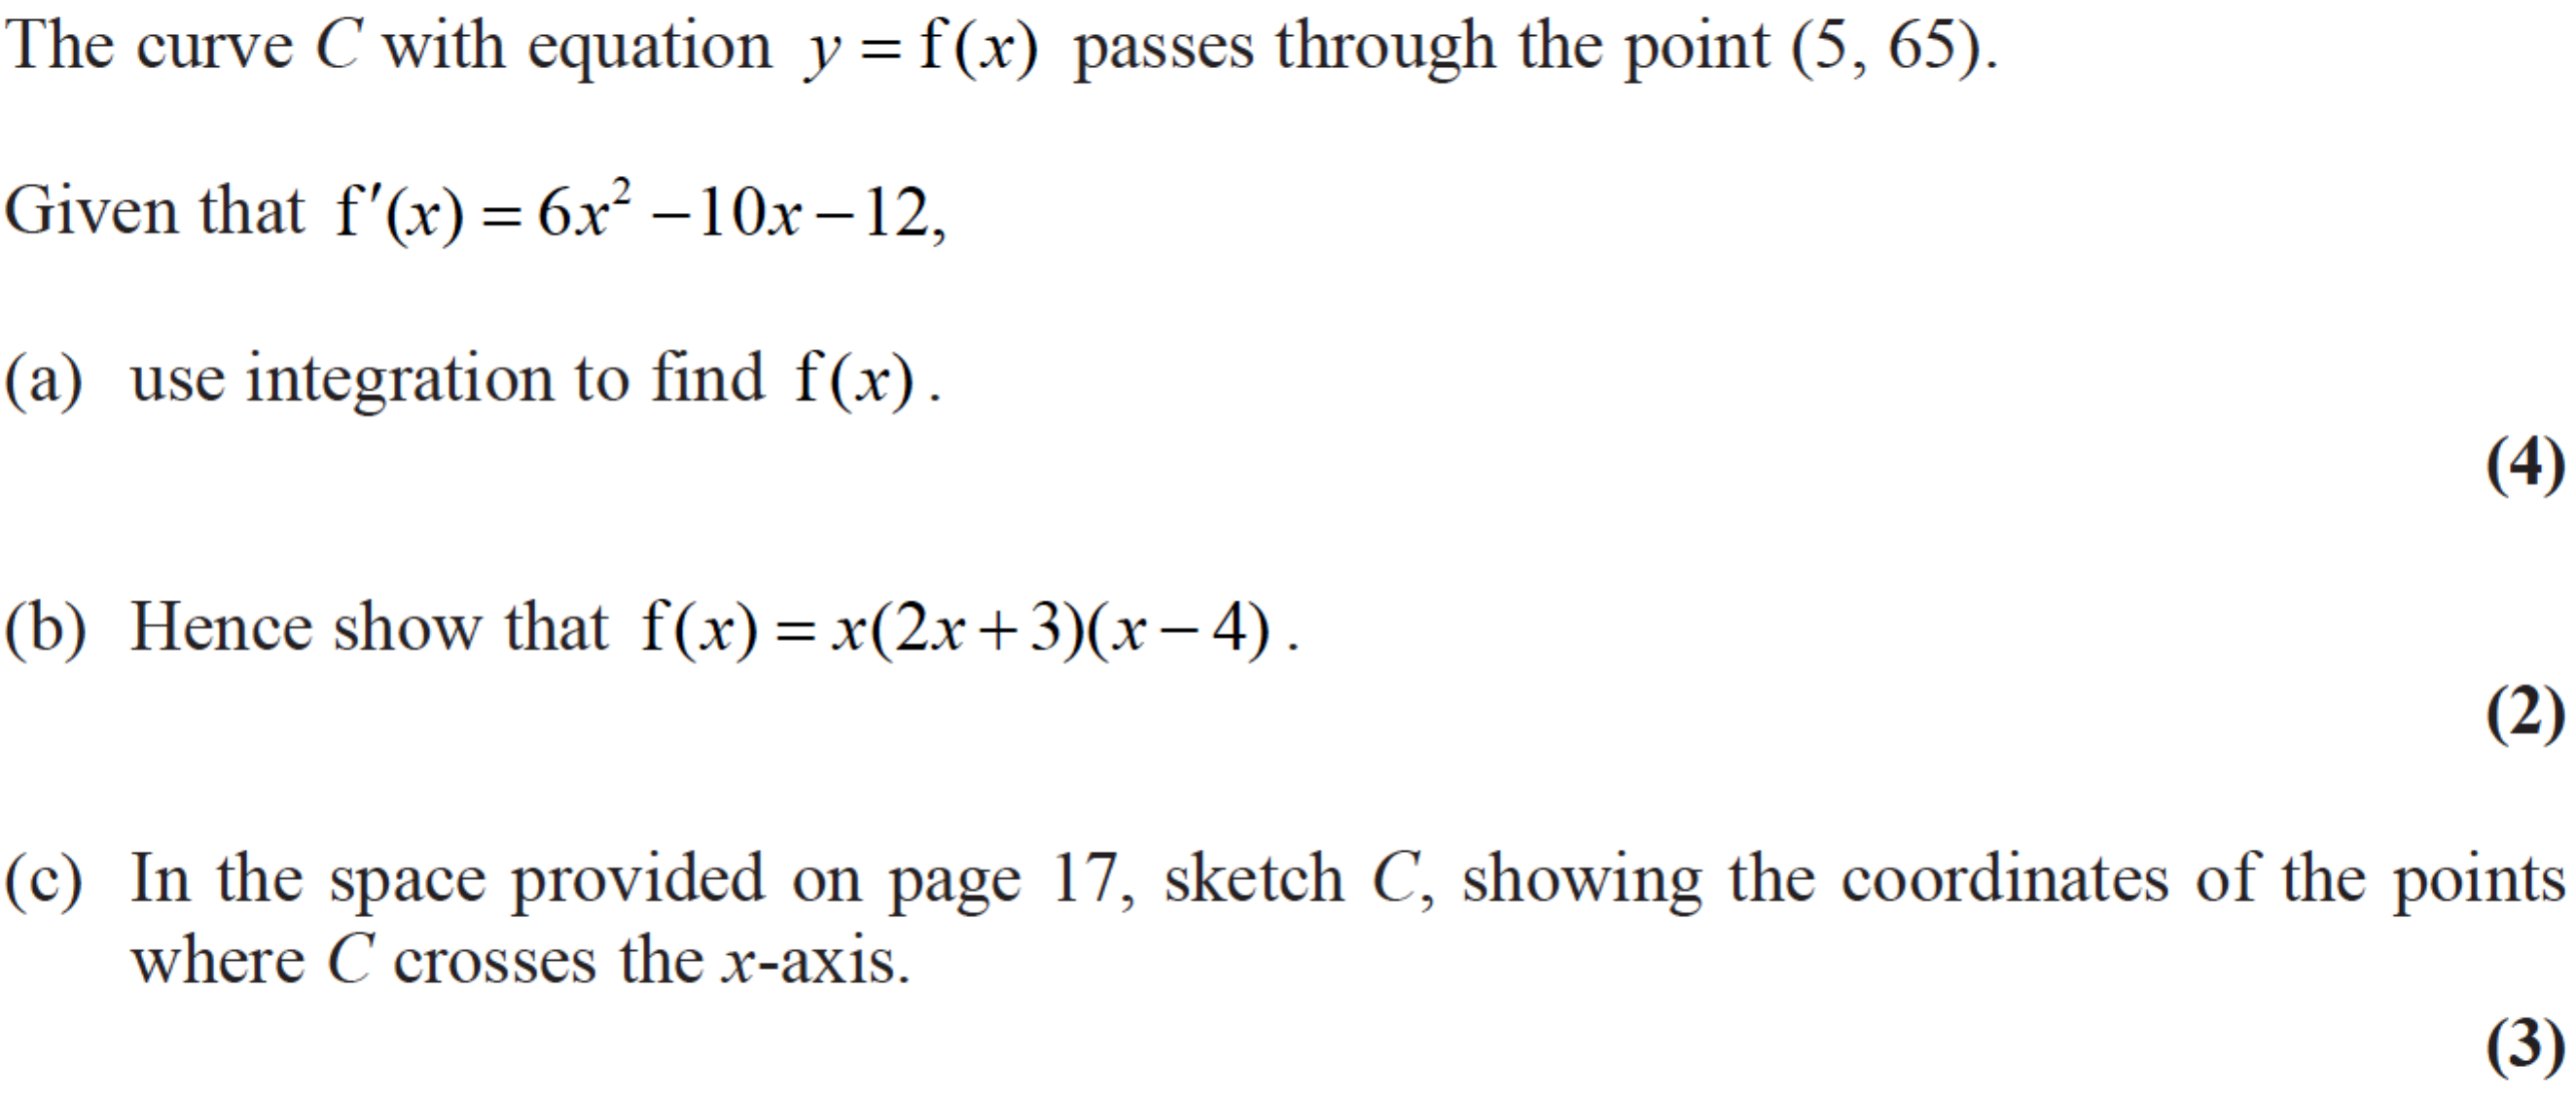 The curve C with equation y = f(x) passes through the point (5, 65).
Given that f′(x) = 6x² − 10x − 12,
(a) use integration to find f(x).
(4)
(b) Hence show that f(x) = x(2x + 3)(x − 4).
(2)
(c) In the space provided on page 17, sketch C, showing the coordinates of the points
where C crosses the x-axis.
(3)